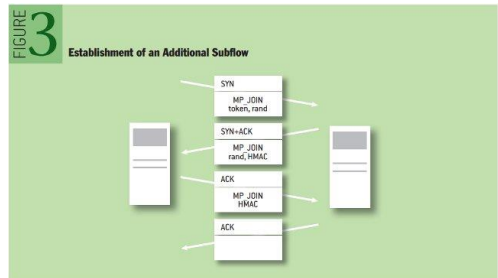 FIGURE
3
Establishment of an Additional Subflow
SYN
MP_JOIN
token, rand
SYN+ACK
MP_JOIN
rand, HMAC
ACK
MP_JOIN
HMAC
ACK